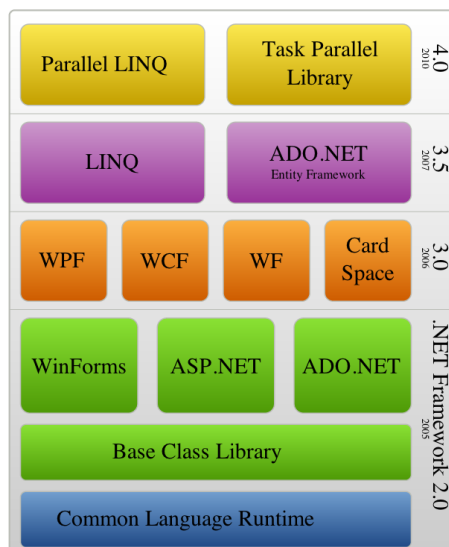 Parallel LINQ
Task Parallel
Library
4.0
2010
LINQ
ADO.NET
Entity Framework
3.5
2007
WPF
WCF
WF
Card
Space
3.0
2006
WinForms
ASP.NET
ADO.NET
Base Class Library
Common Language Runtime
.NET Framework 2.0
2005